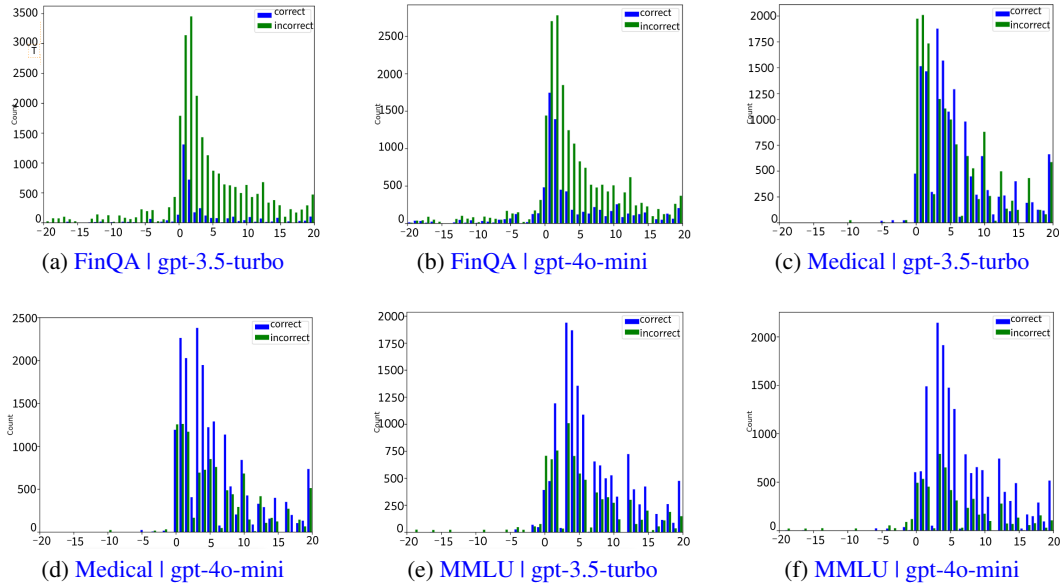 3500
3000
2500
2000
1500
1000
500
0
T
Count
correct
incorrect
−20 −15 −10 −5 0 5 10 15 20
(a) FinQA | gpt-3.5-turbo
2500
2000
1500
1000
500
0
Count
correct
incorrect
−20 −15 −10 −5 0 5 10 15 20
(b) FinQA | gpt-4o-mini
2000
1750
1500
1250
1000
750
500
250
0
Count
correct
incorrect
−20 −15 −10 −5 0 5 10 15 20
(c) Medical | gpt-3.5-turbo
2500
2000
1500
1000
500
0
Count
correct
incorrect
−20 −15 −10 −5 0 5 10 15 20
(d) Medical | gpt-4o-mini
2000
1750
1500
1250
1000
750
500
250
0
Count
correct
incorrect
−20 −15 −10 −5 0 5 10 15 20
(e) MMLU | gpt-3.5-turbo
2000
1500
1000
500
0
Count
correct
incorrect
−20 −15 −10 −5 0 5 10 15 20
(f) MMLU | gpt-4o-mini